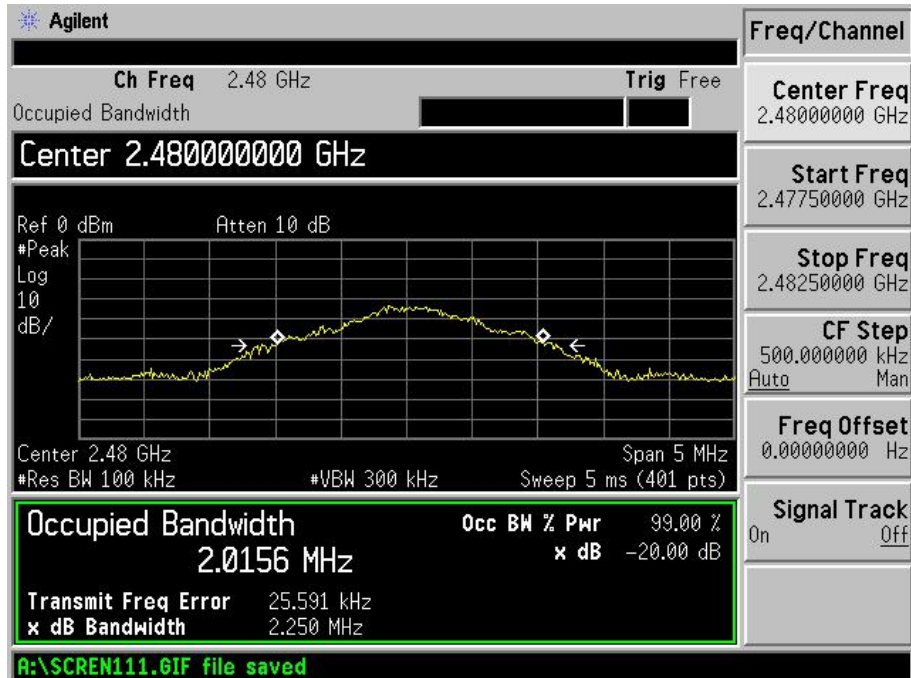 Agilent
Freq/Channel
Ch Freq 2.48 GHz Trig Free
Occupied Bandwidth
Center 2.480000000 GHz
Ref 0 dBm Atten 10 dB
#Peak
Log
10
dB/
Center 2.48 GHz Span 5 MHz
#Res BW 100 kHz #VBW 300 kHz Sweep 5 ms (401 pts)
Occupied Bandwidth Occ BW % Pwr 99.00 %
2.0156 MHz x dB -20.00 dB
Transmit Freq Error 25.591 kHz
x dB Bandwidth 2.250 MHz
A:\SCREN111.GIF file saved
Center Freq
2.48000000 GHz
Start Freq
2.47750000 GHz
Stop Freq
2.48250000 GHz
CF Step
500.000000 kHz
Auto Man
Freq Offset
0.00000000 Hz
Signal Track
On Off